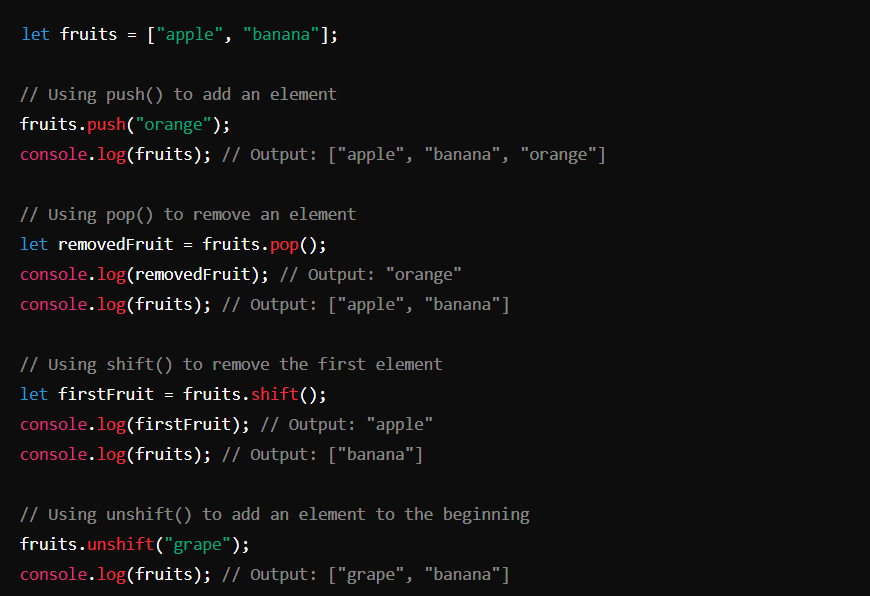 let fruits = ["apple", "banana"];
// Using push() to add an element
fruits.push("orange");
console.log(fruits); // Output: ["apple", "banana", "orange"]
// Using pop() to remove an element
let removedFruit = fruits.pop();
console.log(removedFruit); // Output: "orange"
console.log(fruits); // Output: ["apple", "banana"]
// Using shift() to remove the first element
let firstFruit = fruits.shift();
console.log(firstFruit); // Output: "apple"
console.log(fruits); // Output: ["banana"]
// Using unshift() to add an element to the beginning
fruits.unshift("grape");
console.log(fruits); // Output: ["grape", "banana"]